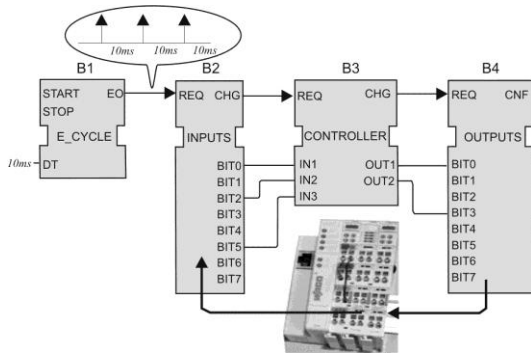 10ms 10ms 10ms
B1
START EO
STOP
E_CYCLE
10ms DT
B2
REQ CHG
INPUTS
BIT0
BIT1
BIT2
BIT3
BIT4
BIT5
BIT6
BIT7
B3
REQ CHG
CONTROLLER
IN1 OUT1
IN2 OUT2
IN3
B4
REQ CNF
OUTPUTS
BIT0
BIT1
BIT2
BIT3
BIT4
BIT5
BIT6
BIT7